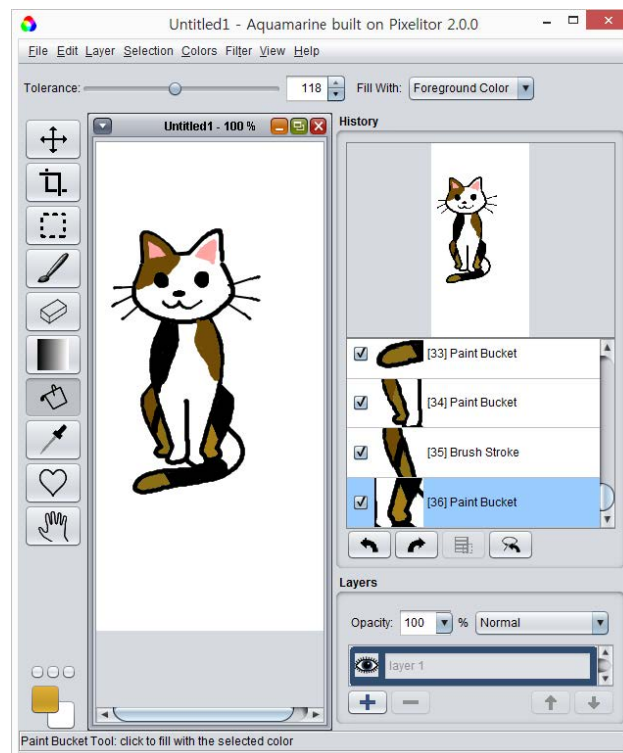 Untitled1 - Aquamarine built on Pixelitor 2.0.0
File Edit Layer Selection Colors Filter View Help
Tolerance: 118 Fill With: Foreground Color
Untitled1 - 100 %
History
[33] Paint Bucket
[34] Paint Bucket
[35] Brush Stroke
[36] Paint Bucket
Layers
Opacity: 100 % Normal
layer 1
Paint Bucket Tool: click to fill with the selected color